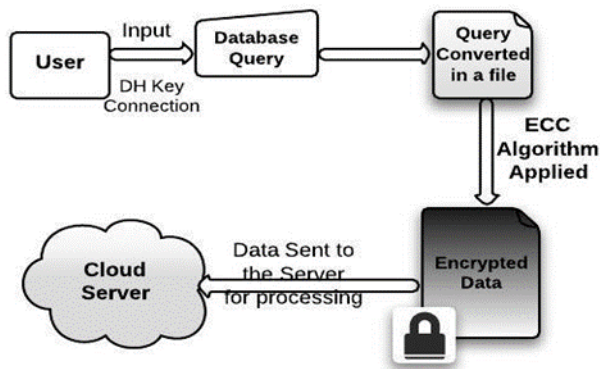 User
Input
DH Key
Connection
Database
Query
Query
Converted
in a file
ECC
Algorithm
Applied
Encrypted
Data
Data Sent to
the Server
for processing
Cloud
Server